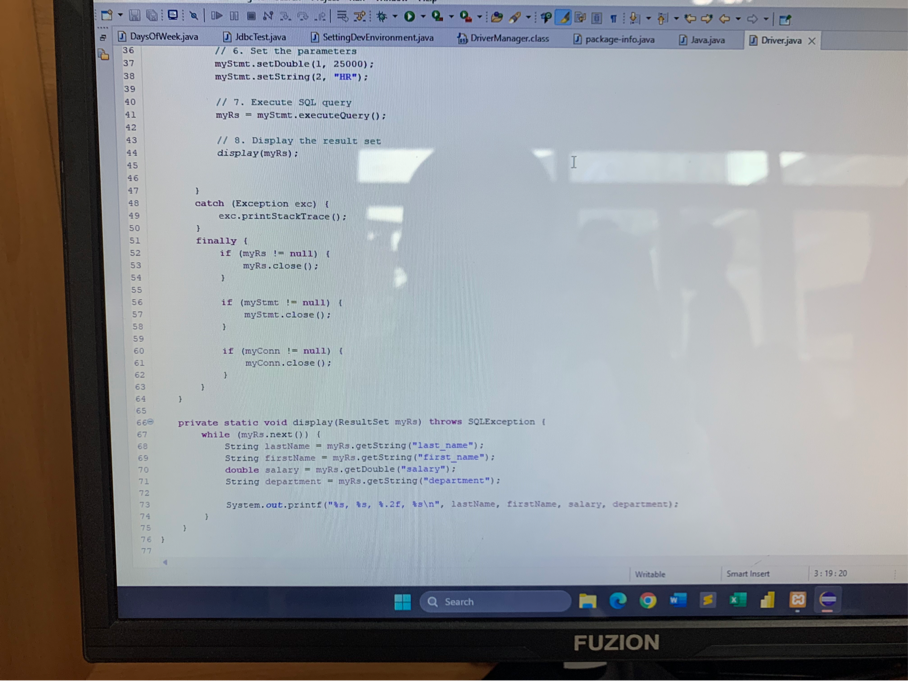 DaysOfWeek.java JdbcTest.java SettingDevEnvironment.java DriverManager.class package-info.java Java.java Driver.java
36 // 6. Set the parameters
37 myStmt.setDouble(1, 25000);
38 myStmt.setString(2, "HR");
39
40 // 7. Execute SQL query
41 myRs = myStmt.executeQuery();
42
43 // 8. Display the result set
44 display(myRs);
45
46
47 }
48 catch (Exception exc) {
49 exc.printStackTrace();
50 }
51 finally {
52 if (myRs != null) {
53 myRs.close();
54 }
55
56 if (myStmt != null) {
57 myStmt.close();
58 }
59
60 if (myConn != null) {
61 myConn.close();
62 }
63 }
64 }
65
66 private static void display(ResultSet myRs) throws SQLException {
67 while (myRs.next()) {
68 String lastName = myRs.getString("last_name");
69 String firstName = myRs.getString("first_name");
70 double salary = myRs.getDouble("salary");
71 String department = myRs.getString("department");
72
73 System.out.printf("%s, %s, %.2f, %s\n", lastName, firstName, salary, department);
74 }
75 }
76 }
77
Writable Smart Insert 3:19:20
Search
FUZION